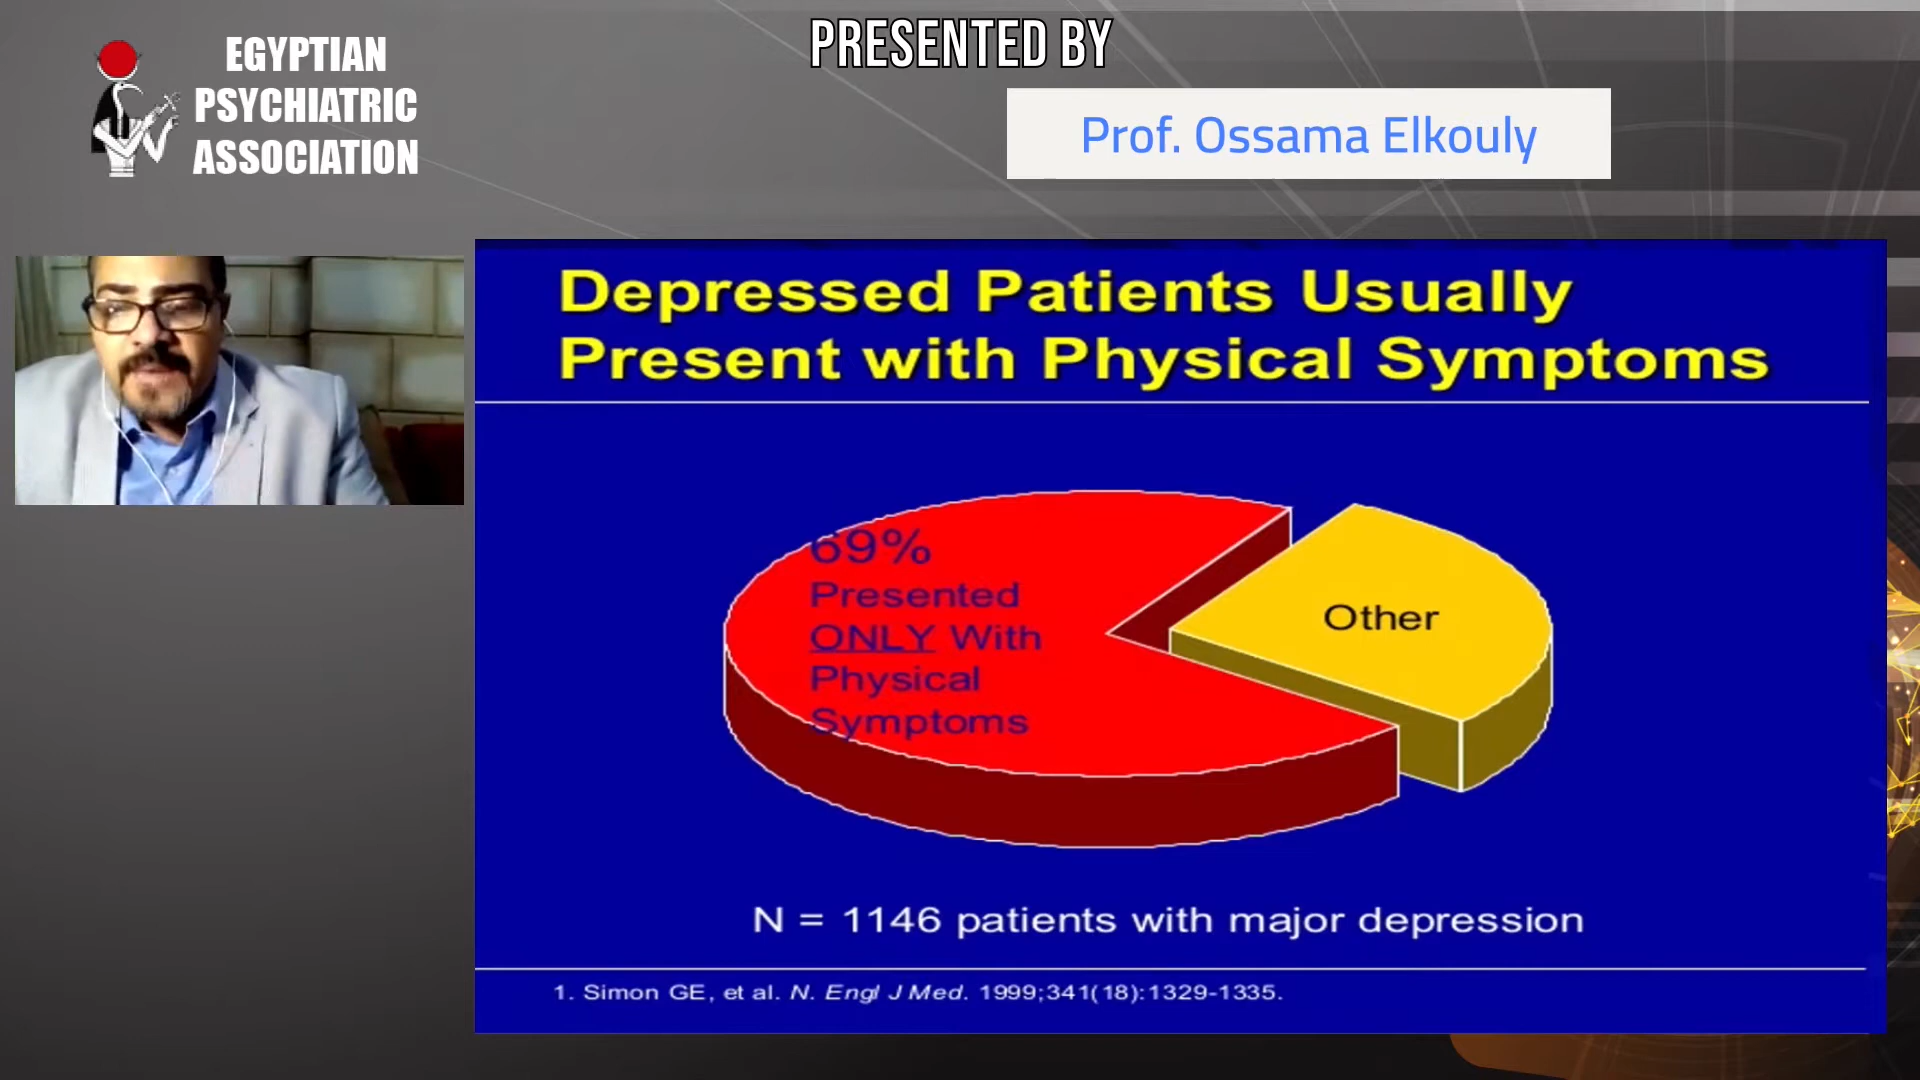 PRESENTED BY
EGYPTIAN
PSYCHIATRIC
ASSOCIATION
Prof. Ossama Elkouly
Depressed Patients Usually
Present with Physical Symptoms
69%
Presented
ONLY With
Physical
Symptoms
Other
N = 1146 patients with major depression
1. Simon GE, et al. N. Engl J Med. 1999;341(18):1329-1335.